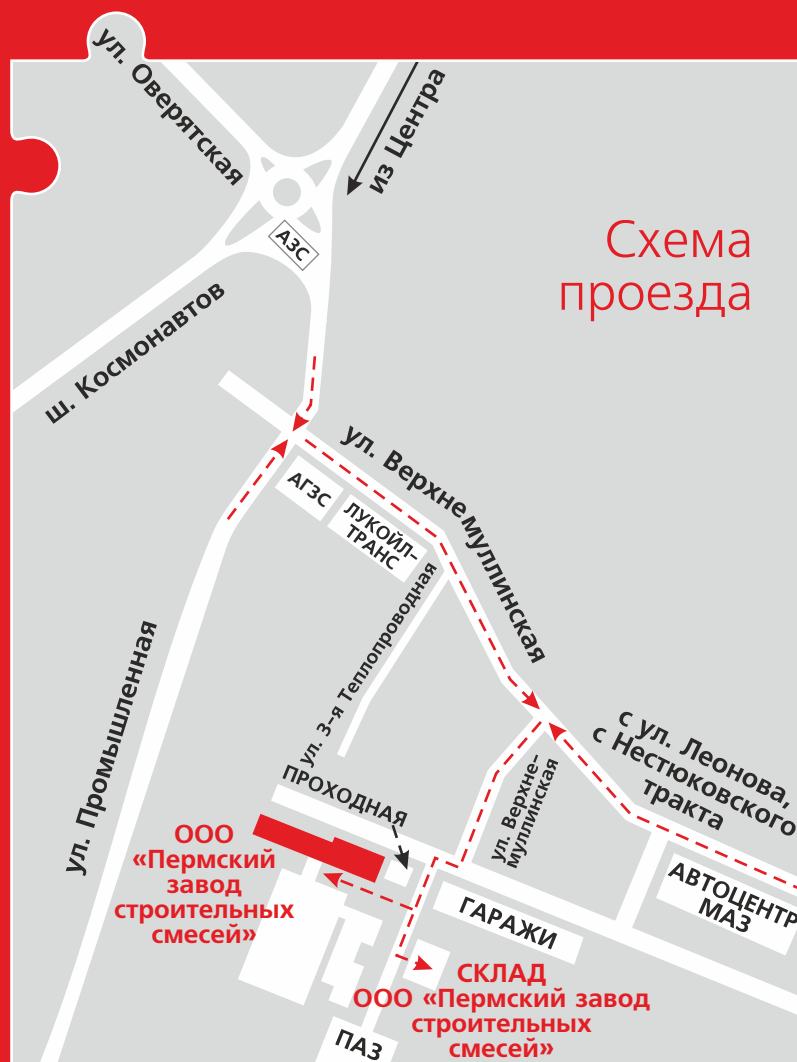 ул. Оверятская
из Центра
АЗС
Схема
проезда
ш. Космонавтов
ул. Верхнемуллинская
АГЗС
ЛУКОЙЛ-
ТРАНС
ул. 3-я Теплопроводная
ул. Промышленная
с ул. Леонова,
с Нестюковского
тракта
ул. Верхне-
муллинская
ПРОХОДНАЯ
ООО
«Пермский
завод
строительных
смесей»
АВТОЦЕНТР
МАЗ
ГАРАЖИ
СКЛАД
ООО «Пермский завод
строительных
смесей»
ПАЗ